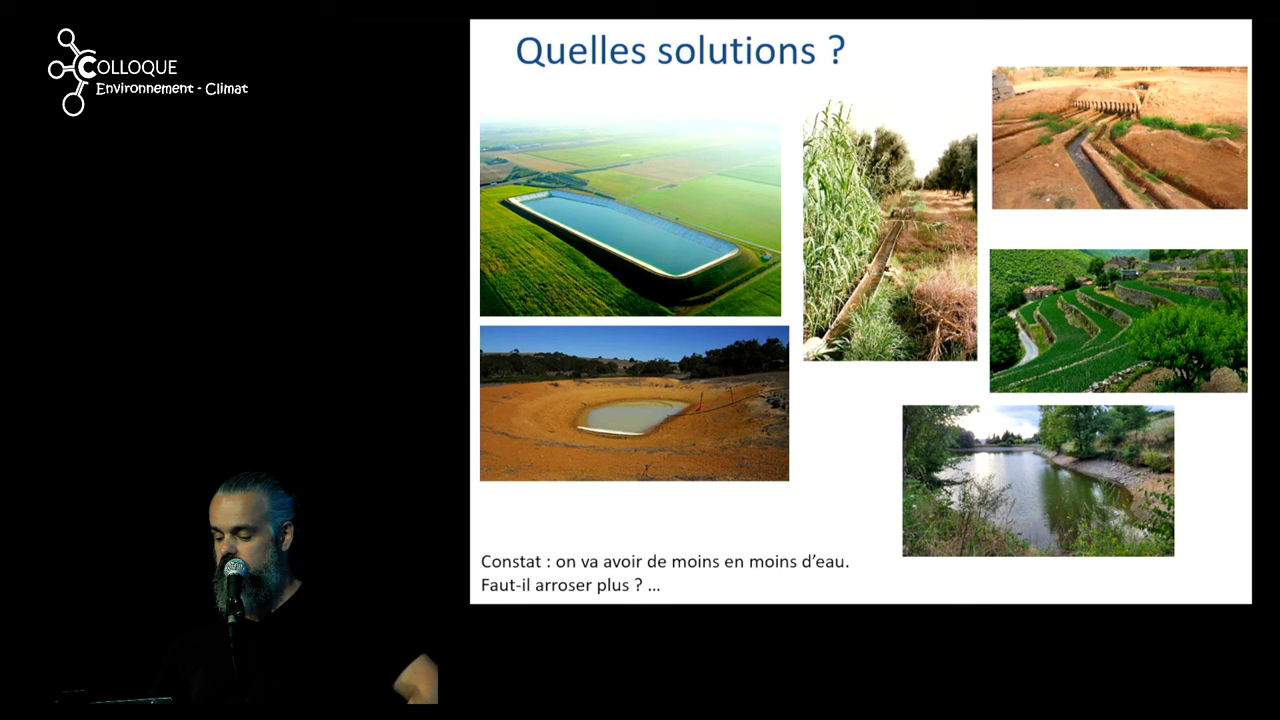 COLLOQUE
Environnement - Climat
Quelles solutions ?
Constat : on va avoir de moins en moins d’eau.
Faut-il arroser plus ? ...